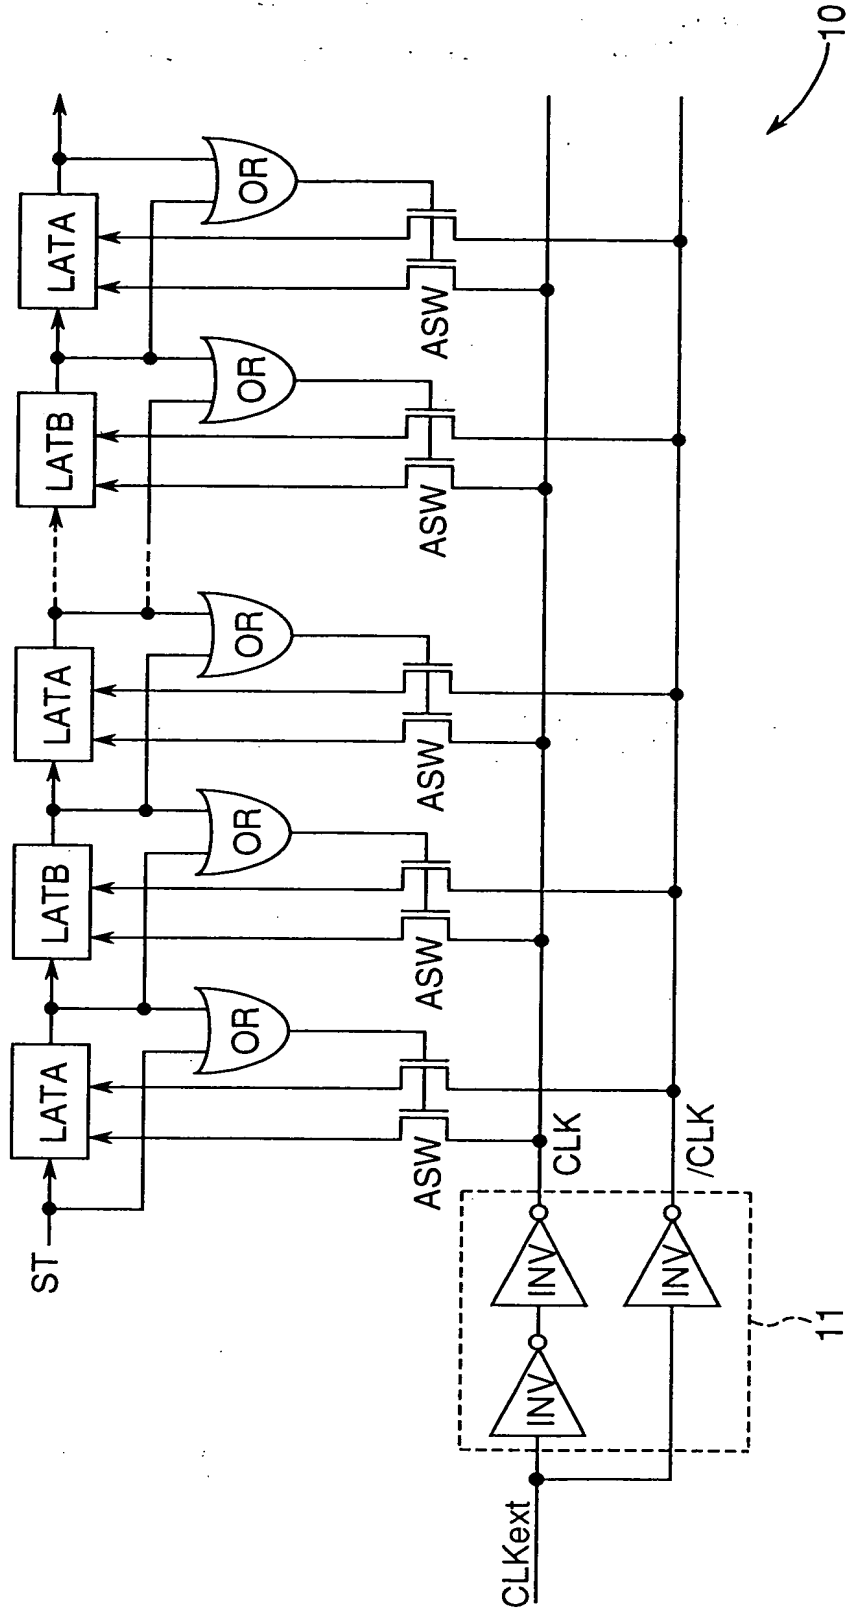 10
LATA
LATB
LATA
LATB
LATA
OR
OR
OR
OR
OR
ASW
ASW
ASW
ASW
ASW
ST
CLK
/CLK
INV
INV
INV
CLKext
11